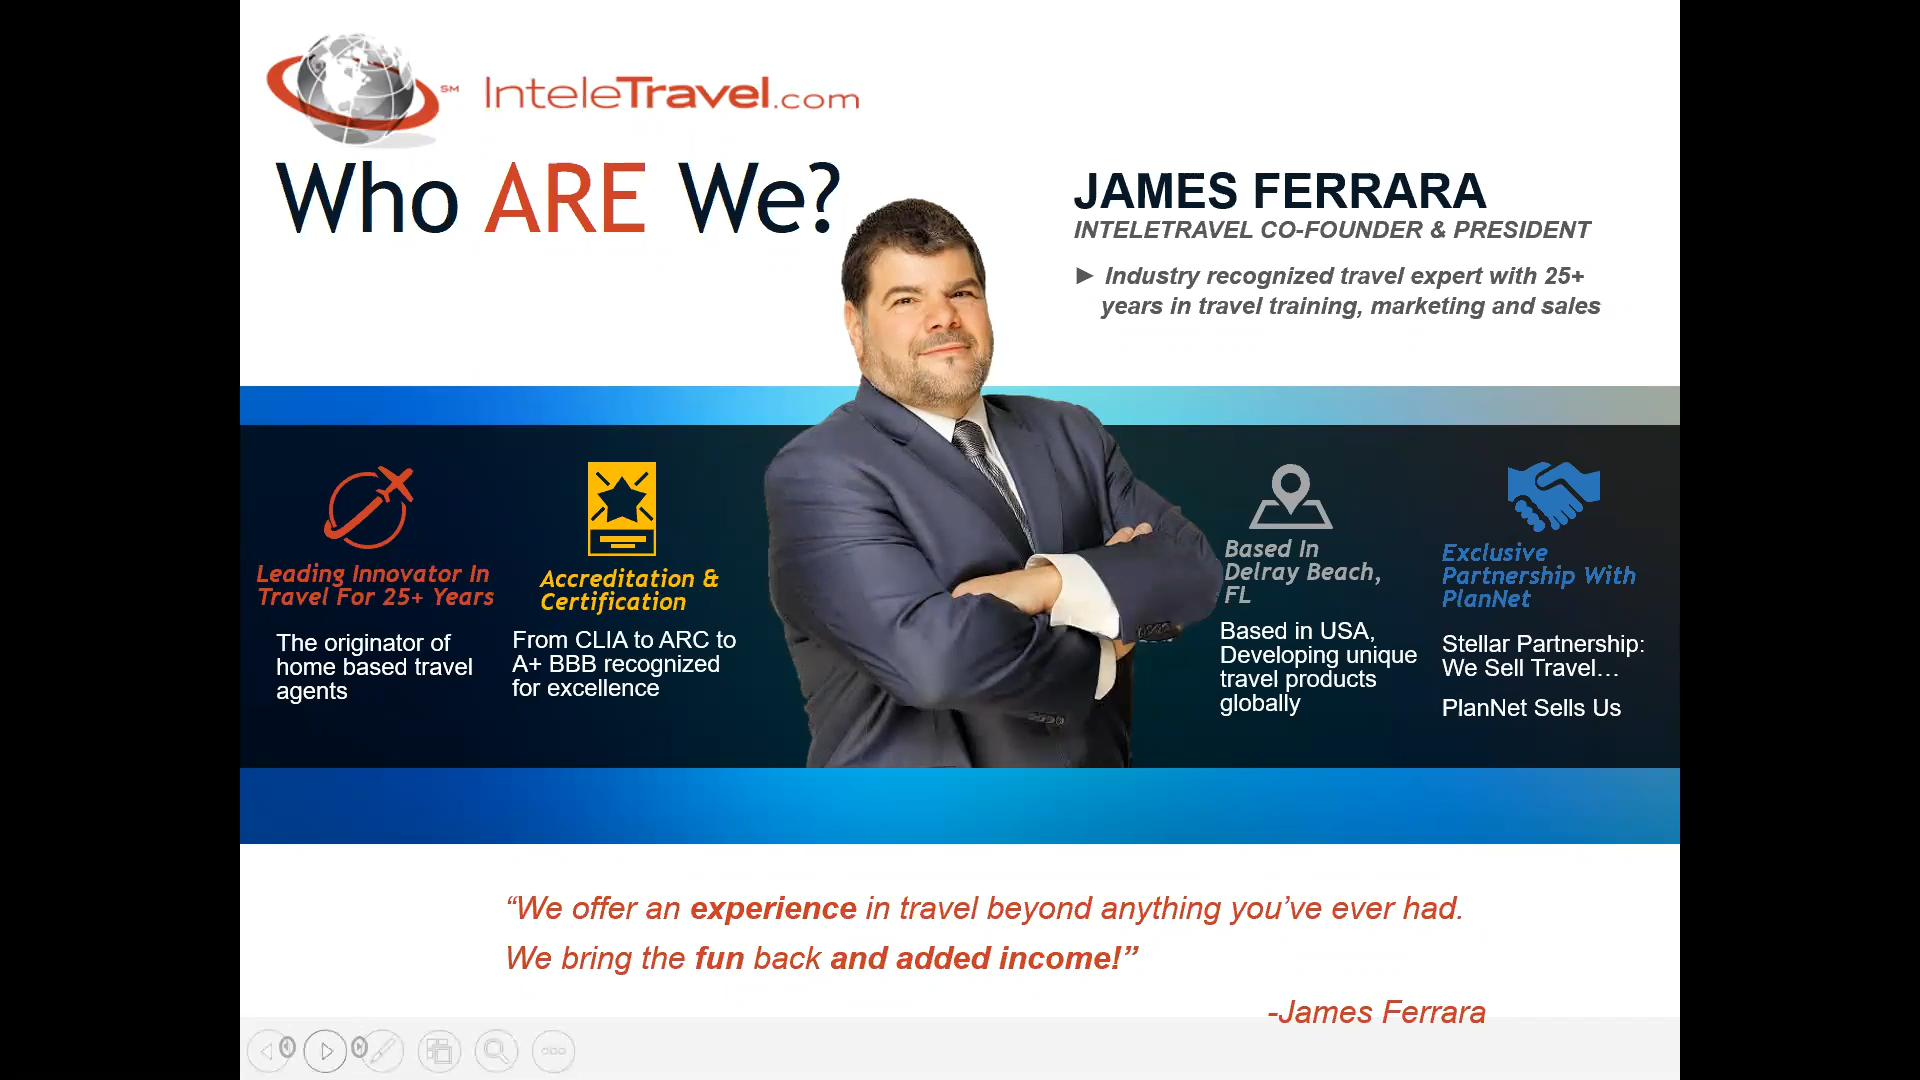 SM InteleTravel.com
Who ARE We?
JAMES FERRARA
INTELETRAVEL CO-FOUNDER & PRESIDENT
► Industry recognized travel expert with 25+
years in travel training, marketing and sales
Leading Innovator In
Travel For 25+ Years
The originator of
home based travel
agents
Accreditation &
Certification
From CLIA to ARC to
A+ BBB recognized
for excellence
Based In
Delray Beach,
FL
Based in USA,
Developing unique
travel products
globally
Exclusive
Partnership With
PlanNet
Stellar Partnership:
We Sell Travel...
PlanNet Sells Us
“We offer an experience in travel beyond anything you’ve ever had.
We bring the fun back and added income!”
-James Ferrara